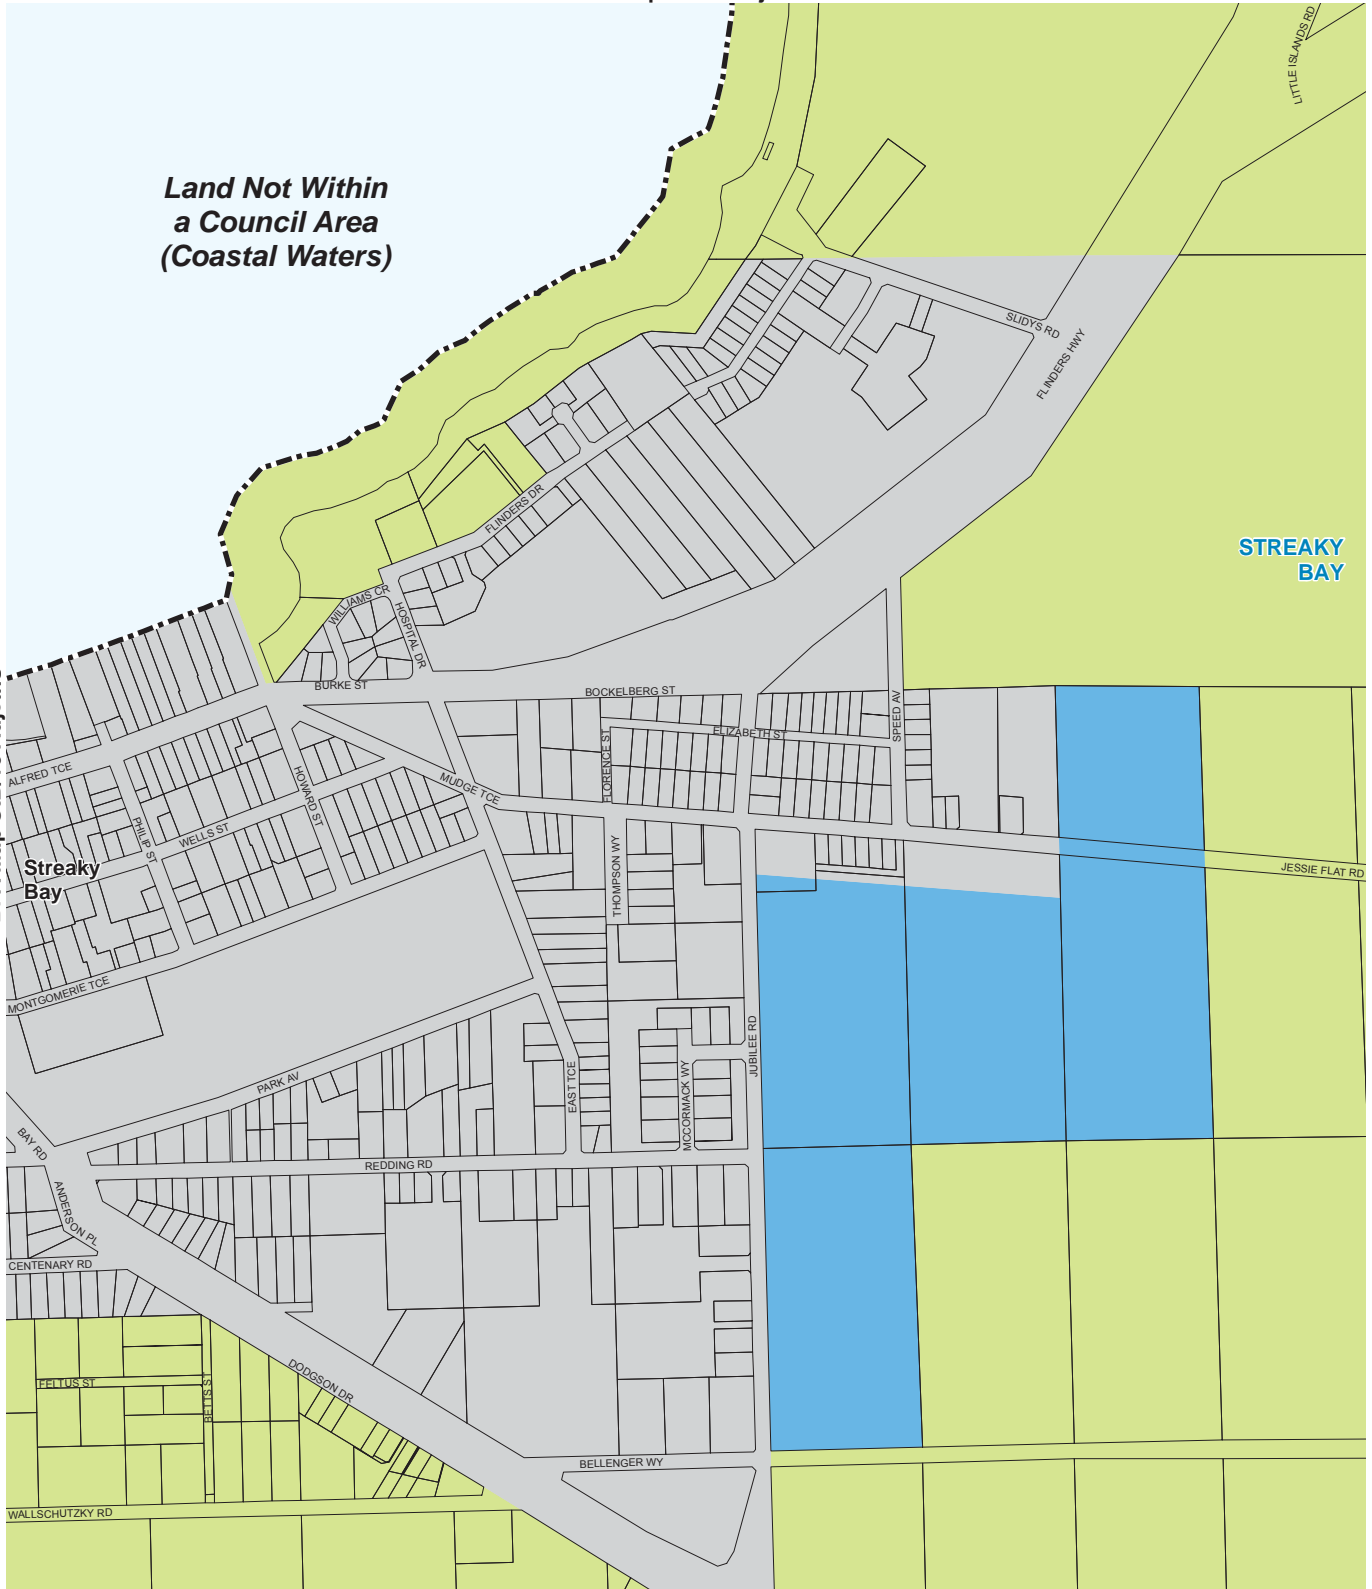 LITTLE ISLANDS RD
Land Not Within
a Council Area
(Coastal Waters)
SLIDYS RD
FLINDERS HWY
FLINDERS DR
STREAKY
BAY
WILLIAMS CR
HOSPITAL DR
BURKE ST
BOCKELBERG ST
SPEED AV
ELIZABETH ST
FLORENCE ST
ALFRED TCE
HOWARD ST
MUDGE TCE
PHILIP ST
WELLS ST
Streaky
Bay
THOMPSON WY
JESSIE FLAT RD
MONTGOMERIE TCE
JUBILEE RD
PARK AV
EAST TCE
MCCORMACK WY
BAY RD
REDDING RD
ANDERSON PL
CENTENARY RD
FELTUS ST
BETTS ST
DODGSON DR
BELLENGER WY
WALLSCHUTZKY RD